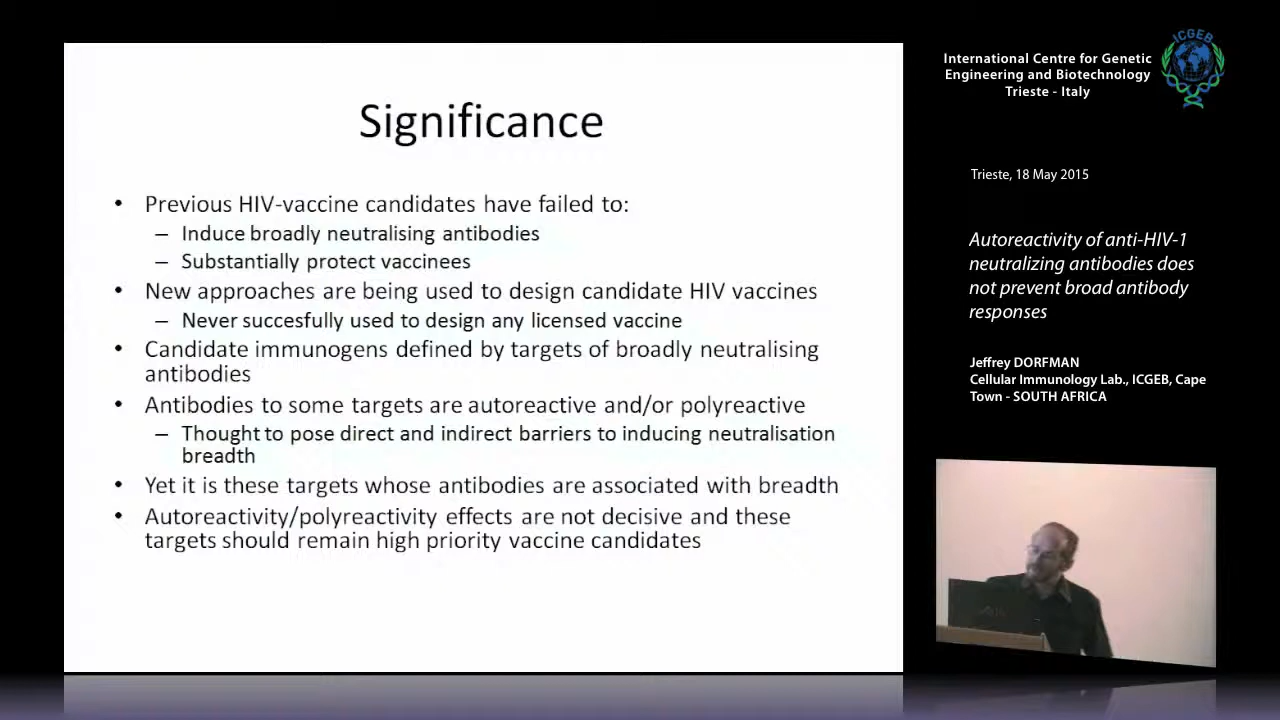 Significance
• Previous HIV-vaccine candidates have failed to:
– Induce broadly neutralising antibodies
– Substantially protect vaccinees
• New approaches are being used to design candidate HIV vaccines
– Never succesfully used to design any licensed vaccine
• Candidate immunogens defined by targets of broadly neutralising
antibodies
• Antibodies to some targets are autoreactive and/or polyreactive
– Thought to pose direct and indirect barriers to inducing neutralisation
breadth
• Yet it is these targets whose antibodies are associated with breadth
• Autoreactivity/polyreactivity effects are not decisive and these
targets should remain high priority vaccine candidates
International Centre for Genetic
Engineering and Biotechnology
Trieste - Italy
ICGEB
Trieste, 18 May 2015
Autoreactivity of anti-HIV-1
neutralizing antibodies does
not prevent broad antibody
responses
Jeffrey DORFMAN
Cellular Immunology Lab., ICGEB, Cape
Town - SOUTH AFRICA